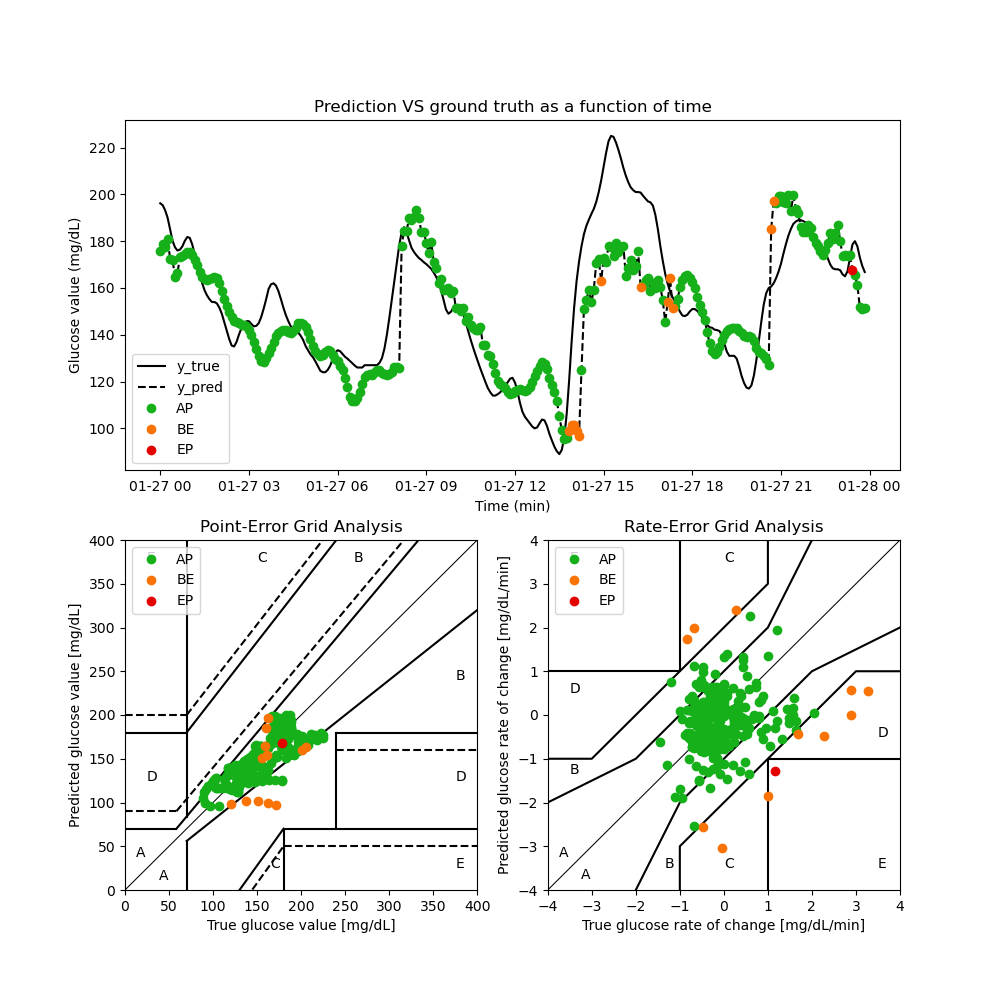 Prediction VS ground truth as a function of time
Glucose value (mg/dL)
220
200
180
160
140
120
100
y_true
y_pred
AP
BE
EP
01-27 00 01-27 03 01-27 06 01-27 09 01-27 12 01-27 15 01-27 18 01-27 21 01-28 00
Time (min)
Point-Error Grid Analysis
Predicted glucose value [mg/dL]
400
350
300
250
200
150
100
50
0
AP
BE
EP
C B
B
D D
A
A
C E
0 50 100 150 200 250 300 350 400
True glucose value [mg/dL]
Rate-Error Grid Analysis
Predicted glucose rate of change [mg/dL/min]
4
3
2
1
0
−1
−2
−3
−4
AP
BE
EP
C
D
D
B
A
A
B C E
−4 −3 −2 −1 0 1 2 3 4
True glucose rate of change [mg/dL/min]